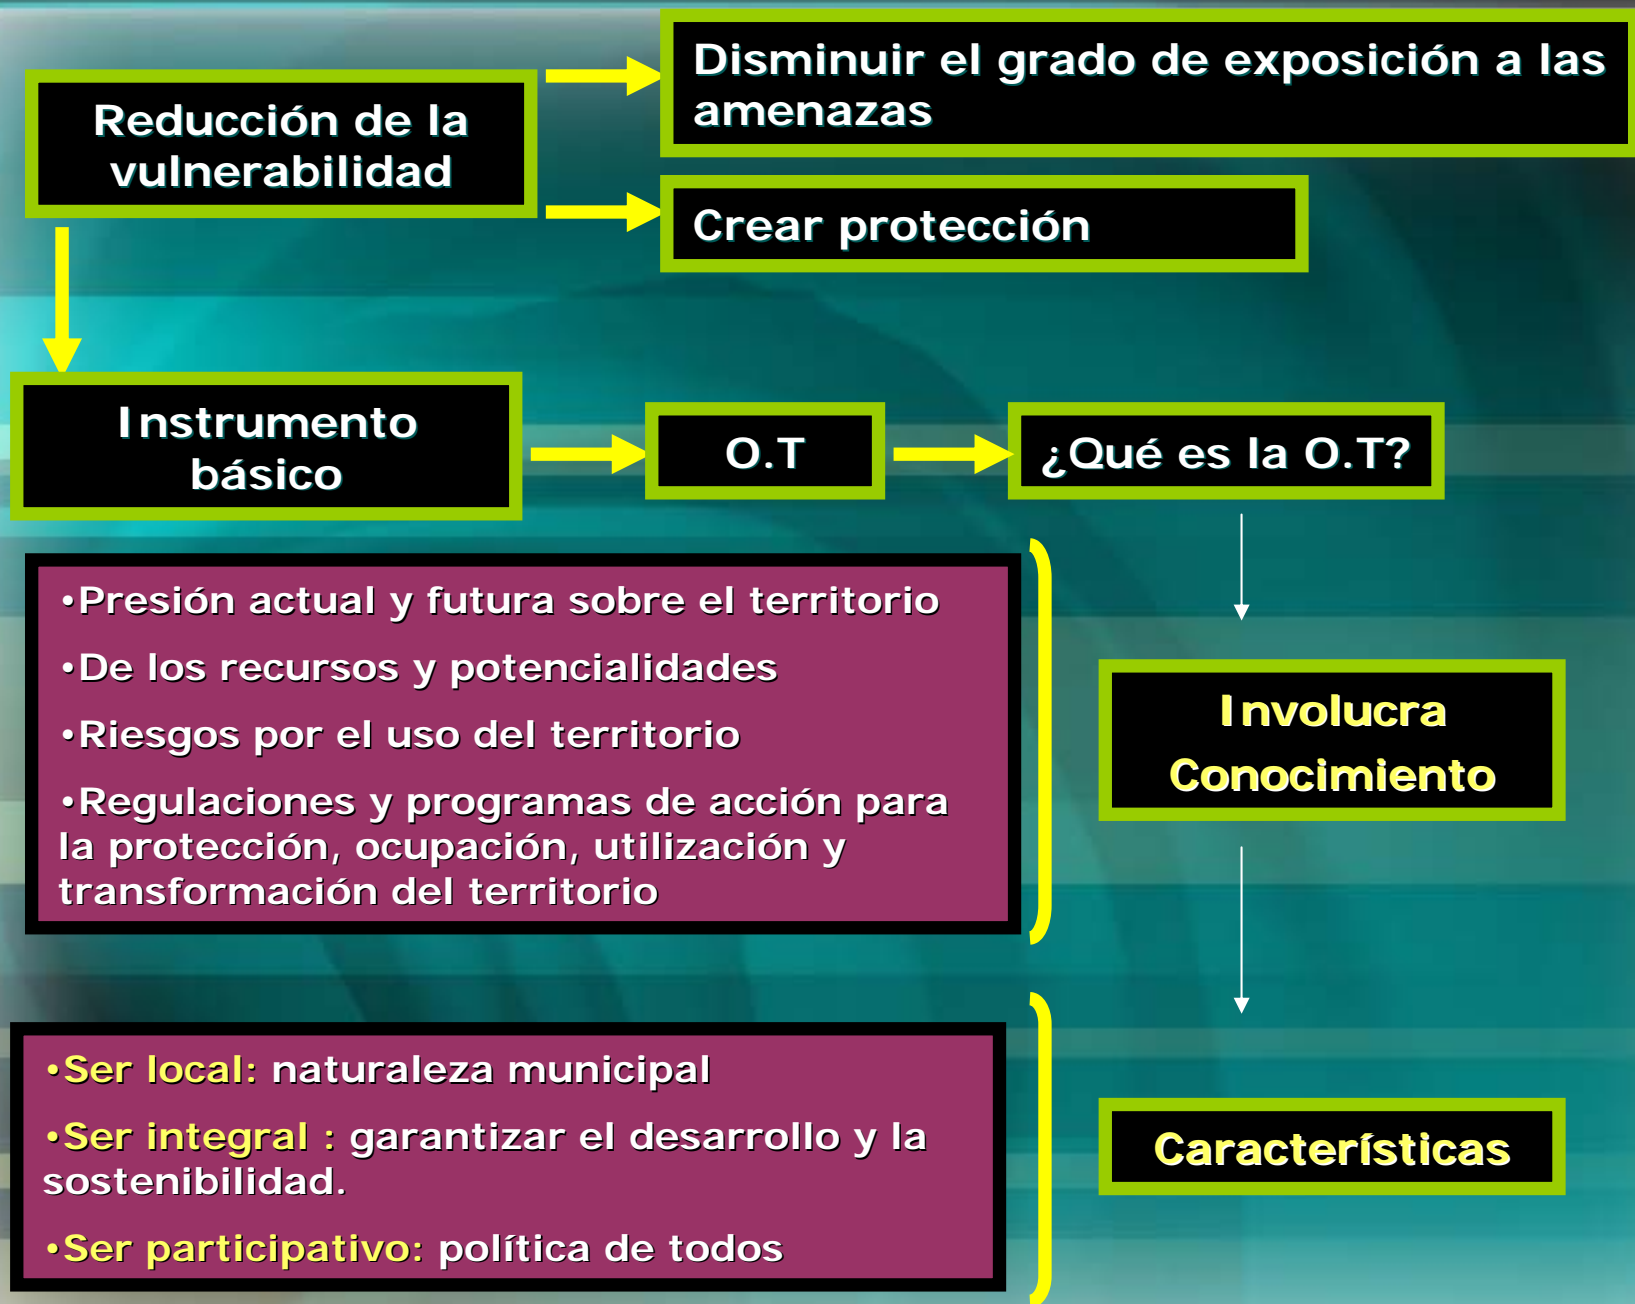 Disminuir el grado de exposición a las
amenazas
Reducción de la
vulnerabilidad
Crear protección
Instrumento
básico
O.T
¿Qué es la O.T?
•Presión actual y futura sobre el territorio
•De los recursos y potencialidades
•Riesgos por el uso del territorio
•Regulaciones y programas de acción para
la protección, ocupación, utilización y
transformación del territorio
Involucra
Conocimiento
•Ser local: naturaleza municipal
•Ser integral : garantizar el desarrollo y la
sostenibilidad.
•Ser participativo: política de todos
Características